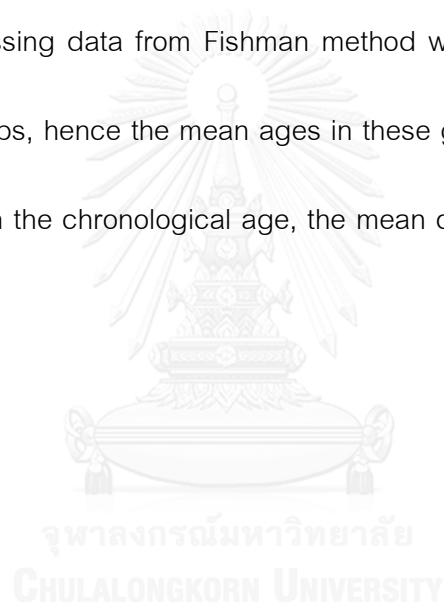 ssing data from Fishman method w
ps, hence the mean ages in these g
the chronological age, the mean
จุฬาลงกรณ์มหาวิทยาลัย
CHULALONGKORN UNIVERSITY